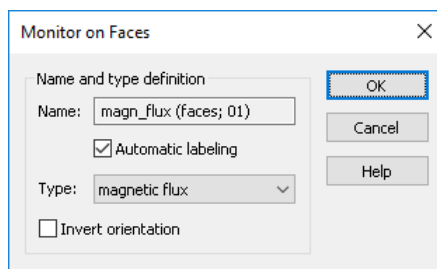 Monitor on Faces
Name and type definition
Name: magn_flux (faces; 01)
Automatic labeling
Type: magnetic flux
Invert orientation
OK
Cancel
Help